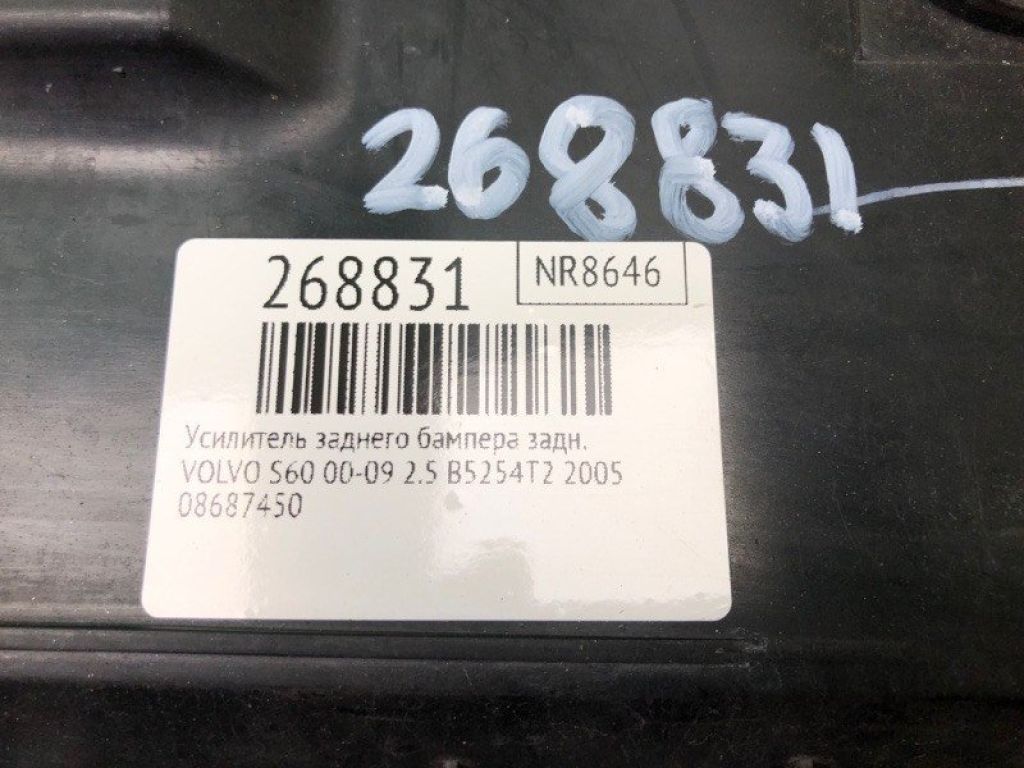 268831
268831
NR8646
Усилитель заднего бампера задн.
VOLVO S60 00-09 2.5 B5254T2 2005
08687450